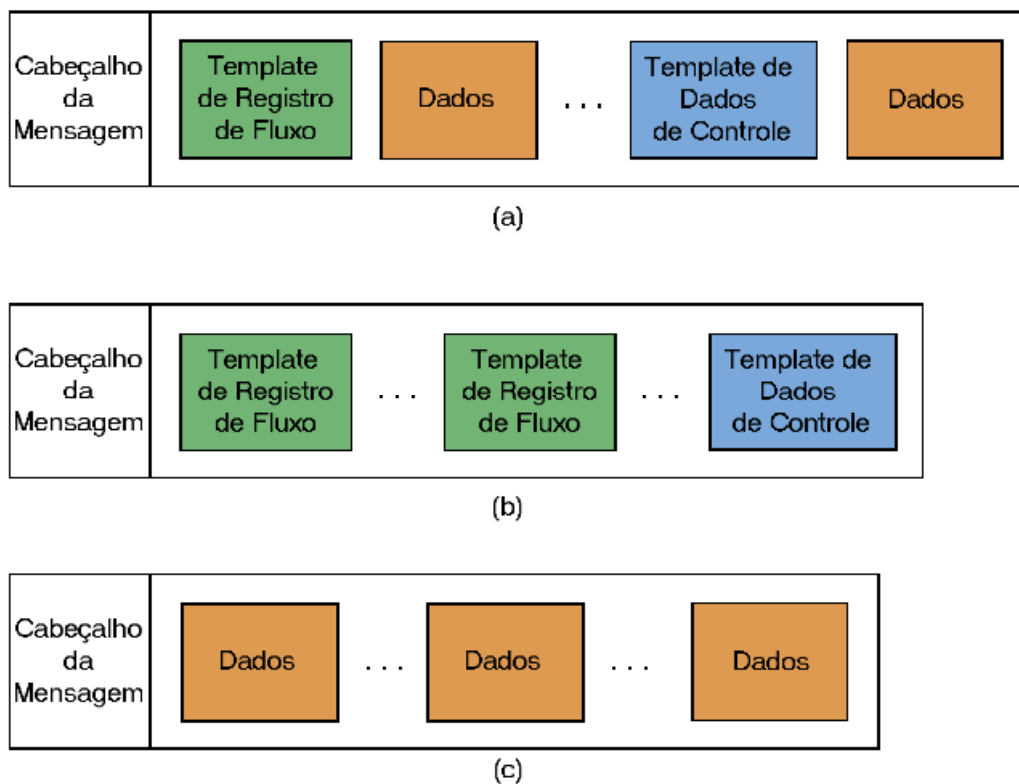 Cabeçalho
da
Mensagem
Template
de Registro
de Fluxo
Dados
. . .
Template de
Dados
de Controle
Dados
(a)
Cabeçalho
da
Mensagem
Template
de Registro
de Fluxo
. . .
Template
de Registro
de Fluxo
. . .
Template de
Dados
de Controle
(b)
Cabeçalho
da
Mensagem
Dados
. . .
Dados
. . .
Dados
(c)